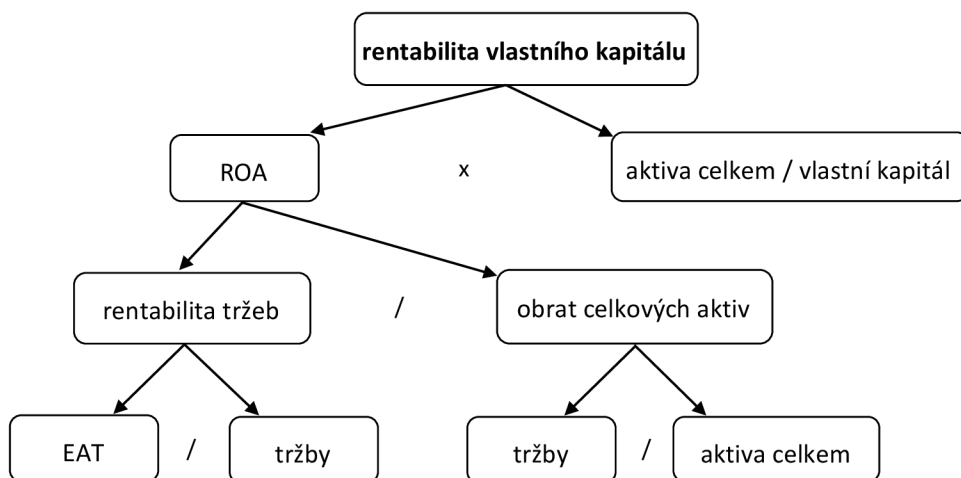 rentabilita vlastního kapitálu
ROA
x
aktiva celkem / vlastní kapitál
rentabilita tržeb
/
obrat celkových aktiv
EAT
/
tržby
tržby
/
aktiva celkem